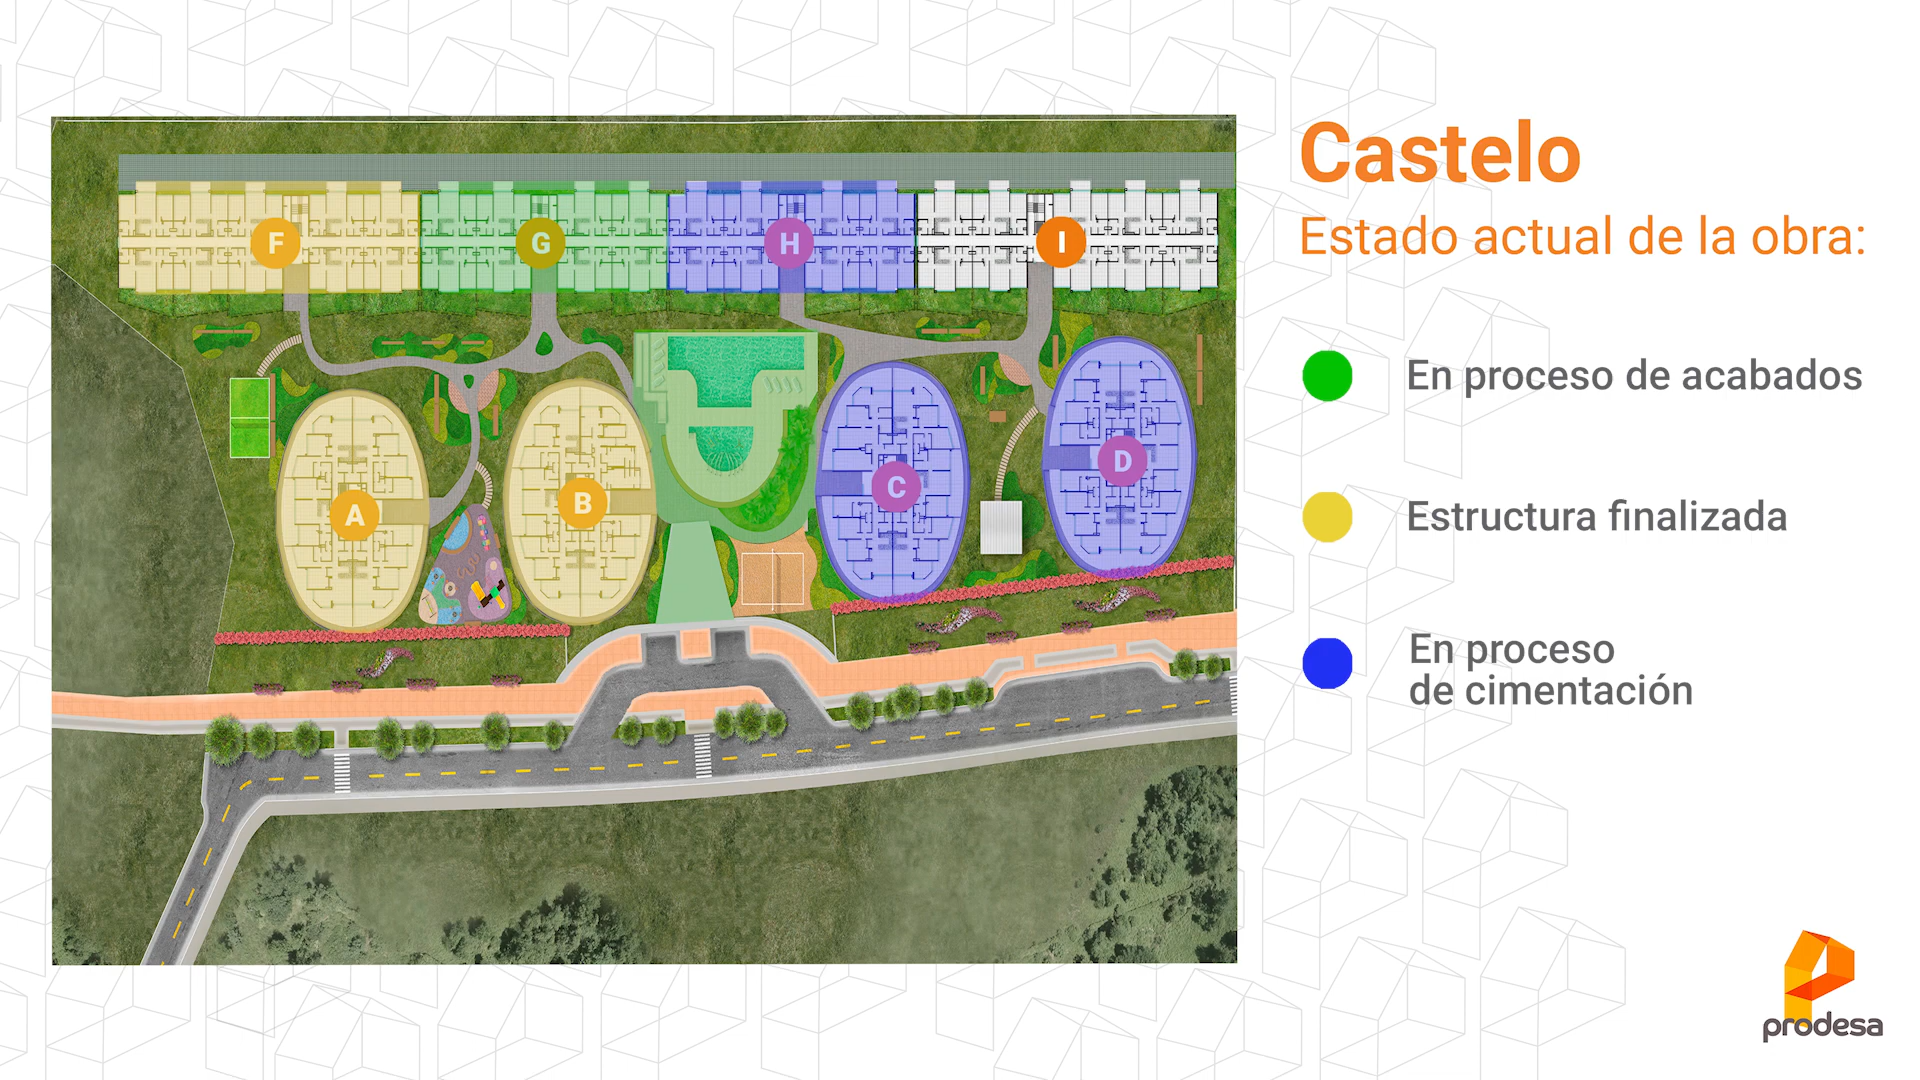 Castelo
Estado actual de la obra:
En proceso de acabados
Estructura finalizada
En proceso
de cimentación
F
G
H
I
A
B
C
D
prodesa